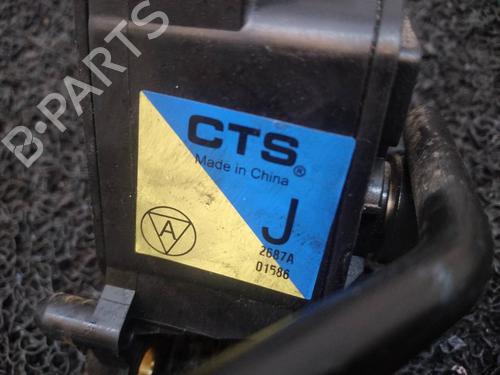 B-PARTS
CTS®
Made in China
J
2687A
01586
A